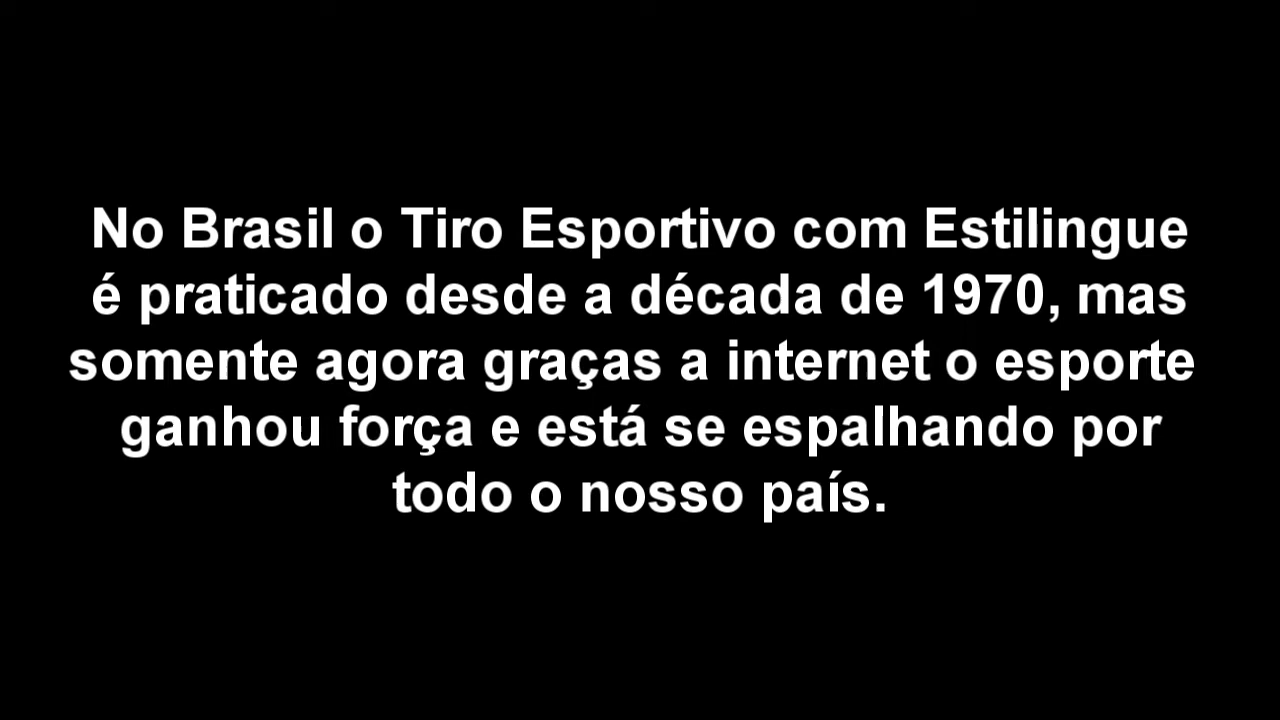 No Brasil o Tiro Esportivo com Estilingue
é praticado desde a década de 1970, mas
somente agora graças a internet o esporte
ganhou força e está se espalhando por
todo o nosso país.